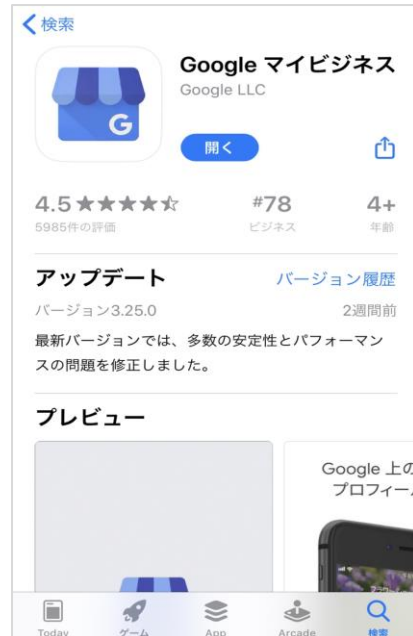 検索
Google マイビジネス
Google LLC
G
開く
4.5 #78 4+
5985件の評価 ビジネス 年齢
アップデート バージョン履歴
バージョン3.25.0 2週間前
最新バージョンでは、多数の安定性とパフォーマン
スの問題を修正しました。
プレビュー
Google 上の
プロフィー
Today ゲーム App Arcade 検索